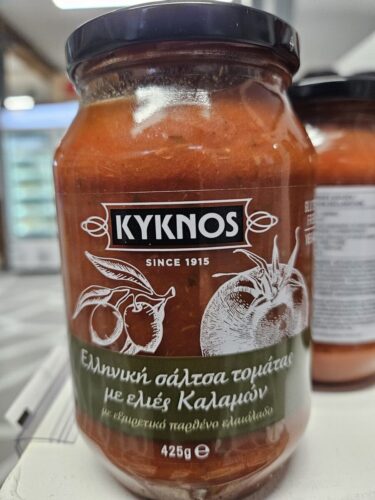 KYKNOS
SINCE 1915
Ελληνική σάλτσα τομάτας
με ελιές Καλαμών
με εξαιρετικό παρθένο ελαιόλαδο
425g ℮